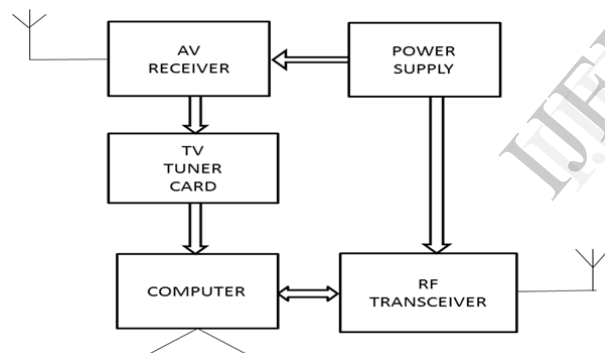 AV
RECEIVER
POWER
SUPPLY
TV
TUNER
CARD
COMPUTER
RF
TRANSCEIVER